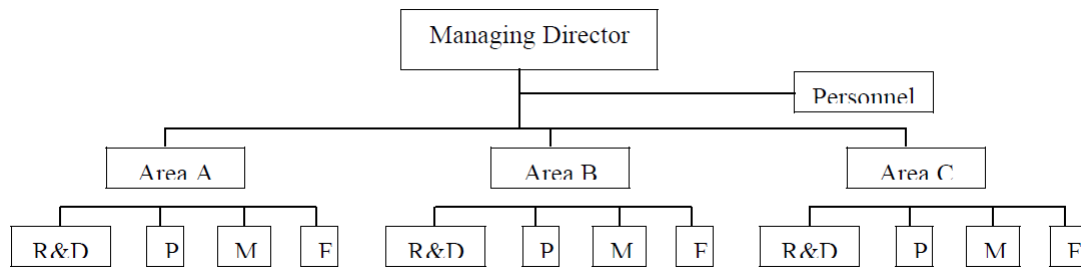 Managing Director
Personnel
Area A
Area B
Area C
R&D P M F
R&D P M F
R&D P M F